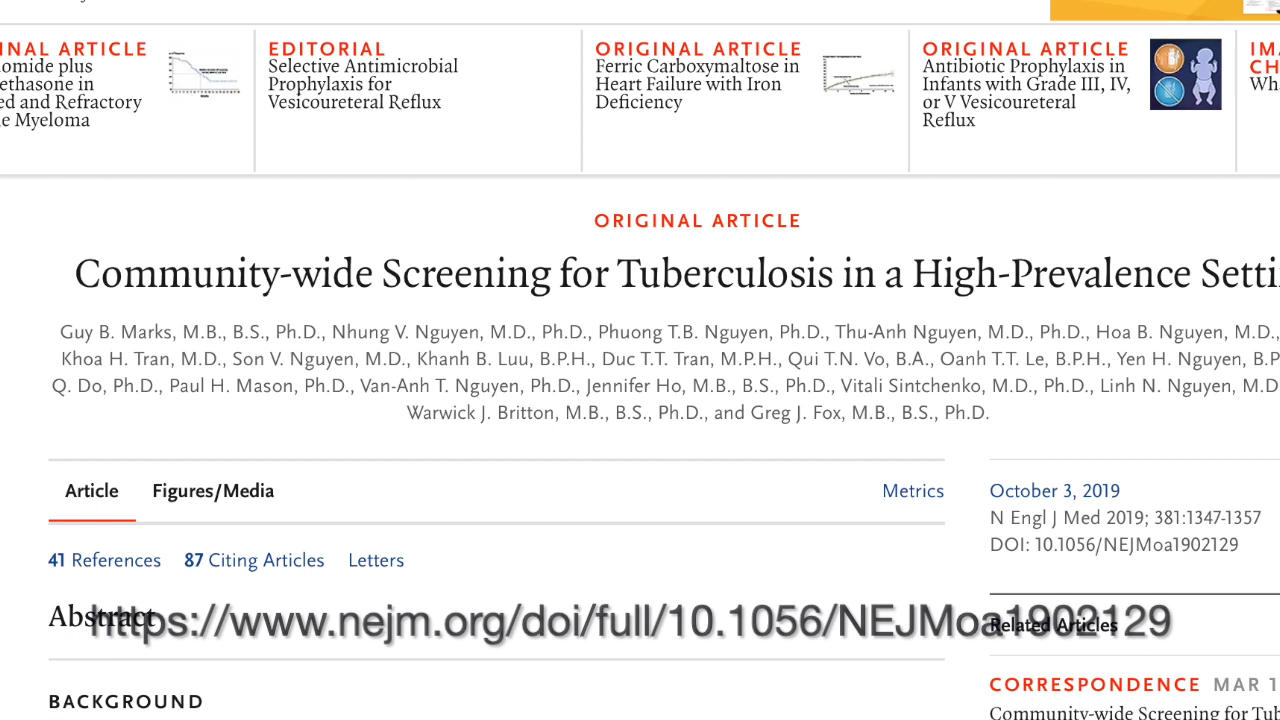 INAL ARTICLE
omide plus
ethasone in
ed and Refractory
e Myeloma
EDITORIAL
Selective Antimicrobial
Prophylaxis for
Vesicoureteral Reflux
ORIGINAL ARTICLE
Ferric Carboxymaltose in
Heart Failure with Iron
Deficiency
ORIGINAL ARTICLE
Antibiotic Prophylaxis in
Infants with Grade III, IV,
or V Vesicoureteral
Reflux
IMA
CH
Wh
ORIGINAL ARTICLE
Community-wide Screening for Tuberculosis in a High-Prevalence Setti
Guy B. Marks, M.B., B.S., Ph.D., Nhung V. Nguyen, M.D., Ph.D., Phuong T.B. Nguyen, Ph.D., Thu-Anh Nguyen, M.D., Ph.D., Hoa B. Nguyen, M.D.,
Khoa H. Tran, M.D., Son V. Nguyen, M.D., Khanh B. Luu, B.P.H., Duc T.T. Tran, M.P.H., Qui T.N. Vo, B.A., Oanh T.T. Le, B.P.H., Yen H. Nguyen, B.P
Q. Do, Ph.D., Paul H. Mason, Ph.D., Van-Anh T. Nguyen, Ph.D., Jennifer Ho, M.B., B.S., Ph.D., Vitali Sintchenko, M.D., Ph.D., Linh N. Nguyen, M.D
Warwick J. Britton, M.B., B.S., Ph.D., and Greg J. Fox, M.B., B.S., Ph.D.
Article Figures/Media Metrics
41 References 87 Citing Articles Letters
October 3, 2019
N Engl J Med 2019; 381:1347-1357
DOI: 10.1056/NEJMoa1902129
Abstract
https://www.nejm.org/doi/full/10.1056/NEJMoa1902129
Related Articles
BACKGROUND
CORRESPONDENCE MAR 1
Community-wide Screening for Tub